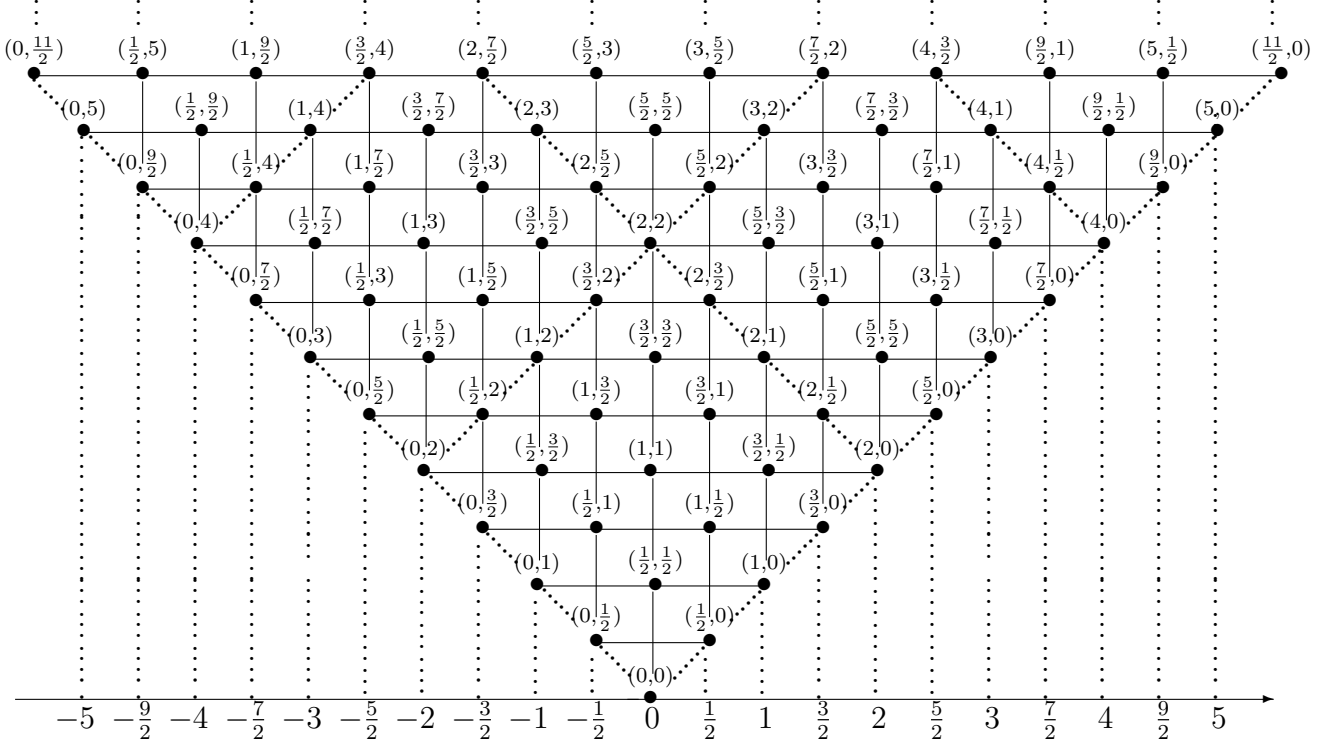 (0,11/2) (1/2,5) (1,9/2) (3/2,4) (2,7/2) (5/2,3) (3,5/2) (7/2,2) (4,3/2) (9/2,1) (5,1/2) (11/2,0)
(0,5) (1/2,9/2) (1,4) (3/2,7/2) (2,3) (5/2,5/2) (3,2) (7/2,3/2) (4,1) (9/2,1/2) (5,0)
(0,9/2) (1/2,4) (1,7/2) (3/2,3) (2,5/2) (5/2,2) (3,3/2) (7/2,1) (4,1/2) (9/2,0)
(0,4) (1/2,7/2) (1,3) (3/2,5/2) (2,2) (5/2,3/2) (3,1) (7/2,1/2) (4,0)
(0,7/2) (1/2,3) (1,5/2) (3/2,2) (2,3/2) (5/2,1) (3,1/2) (7/2,0)
(0,3) (1/2,5/2) (1,2) (3/2,3/2) (2,1) (5/2,5/2) (3,0)
(0,5/2) (1/2,2) (1,3/2) (3/2,1) (2,1/2) (5/2,0)
(0,2) (1/2,3/2) (1,1) (3/2,1/2) (2,0)
(0,3/2) (1/2,1) (1,1/2) (3/2,0)
(0,1) (1/2,1/2) (1,0)
(0,1/2) (1/2,0)
(0,0)
−5 −9/2 −4 −7/2 −3 −5/2 −2 −3/2 −1 −1/2 0 1/2 1 3/2 2 5/2 3 7/2 4 9/2 5